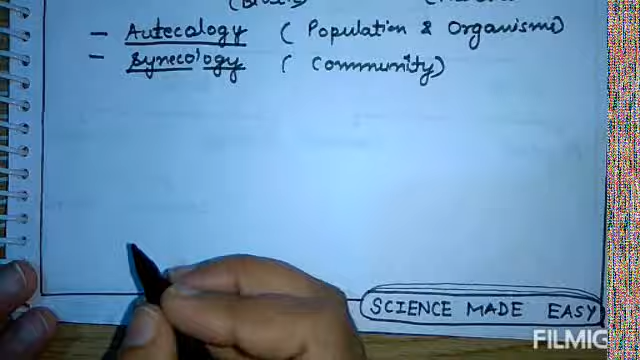 - Autecology ( Population & Organisms)
- Synecology ( Community)
SCIENCE MADE EASY
FILMIG